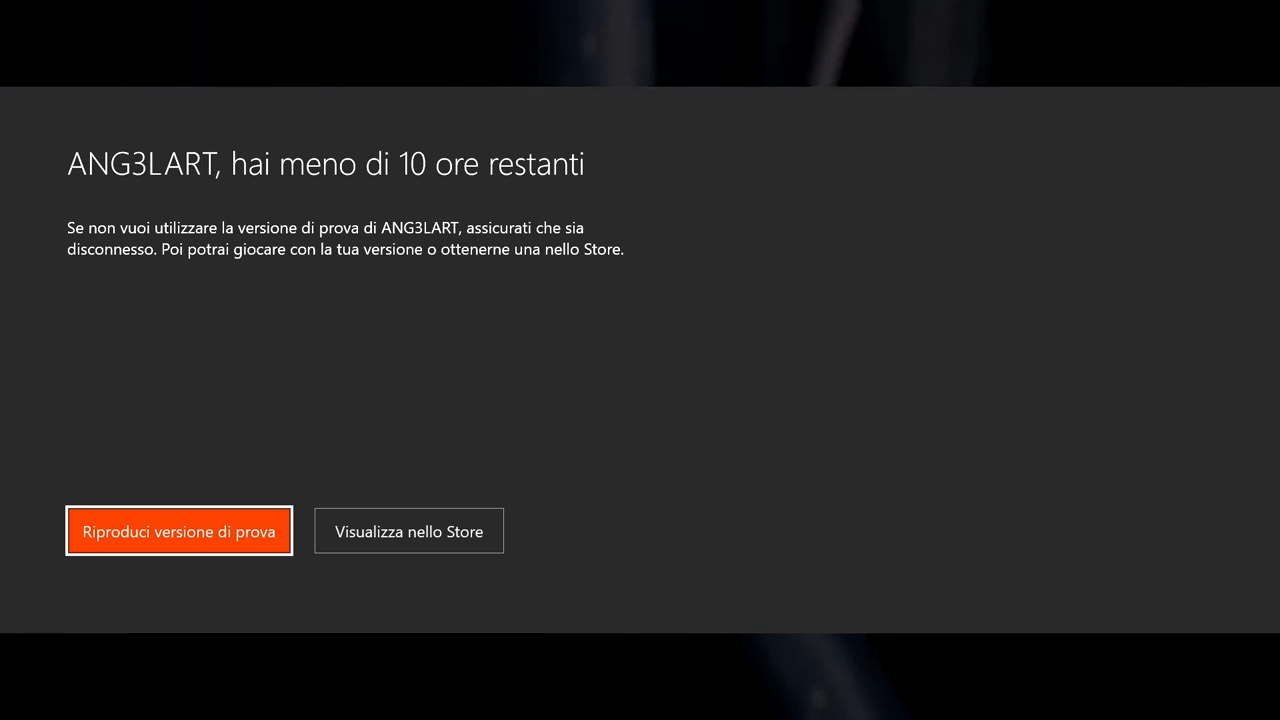 ANG3LART, hai meno di 10 ore restanti
Se non vuoi utilizzare la versione di prova di ANG3LART, assicurati che sia
disconnesso. Poi potrai giocare con la tua versione o ottenerne una nello Store.
Riproduci versione di prova
Visualizza nello Store